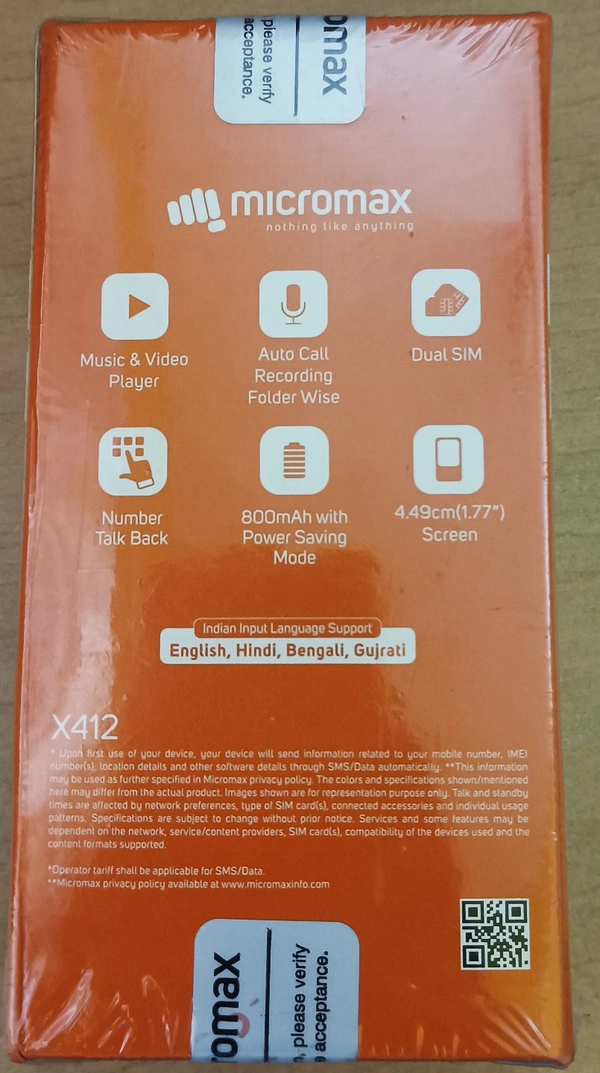 please verify
acceptance.
omax
micromax
nothing like anything
Music & Video
Player
Auto Call
Recording
Folder Wise
Dual SIM
Number
Talk Back
800mAh with
Power Saving
Mode
4.49cm(1.77")
Screen
Indian Input Language Support
English, Hindi, Bengali, Gujrati
X412
* Upon first use of your device, your device will send information related to your mobile number, IMEI
number(s), location details and other software details through SMS/Data automatically. **This information
may be used as further specified in Micromax privacy policy. The colors and specifications shown/mentioned
here may differ from the actual product. Images shown are for representation purpose only. Talk and standby
times are affected by network preferences, type of SIM card(s), connected accessories and individual usage
patterns. Specifications are subject to change without prior notice. Services and some features may be
dependent on the network, service/content providers, SIM card(s), compatibility of the devices used and the
content formats supported.
*Operator tariff shall be applicable for SMS/Data.
**Micromax privacy policy available at www.micromaxinfo.com
romax
n, please verify
e acceptance.